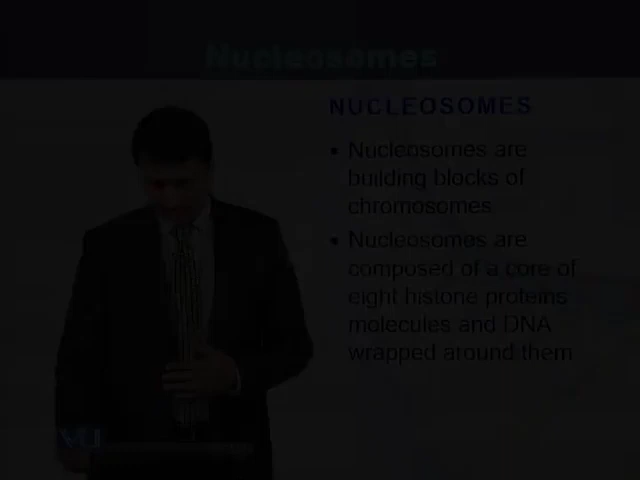 Nucleosomes
NUCLEOSOMES
• Nucleosomes are
building blocks of
chromosomes
• Nucleosomes are
composed of a core of
eight histone proteins
molecules and DNA
wrapped around them
VU